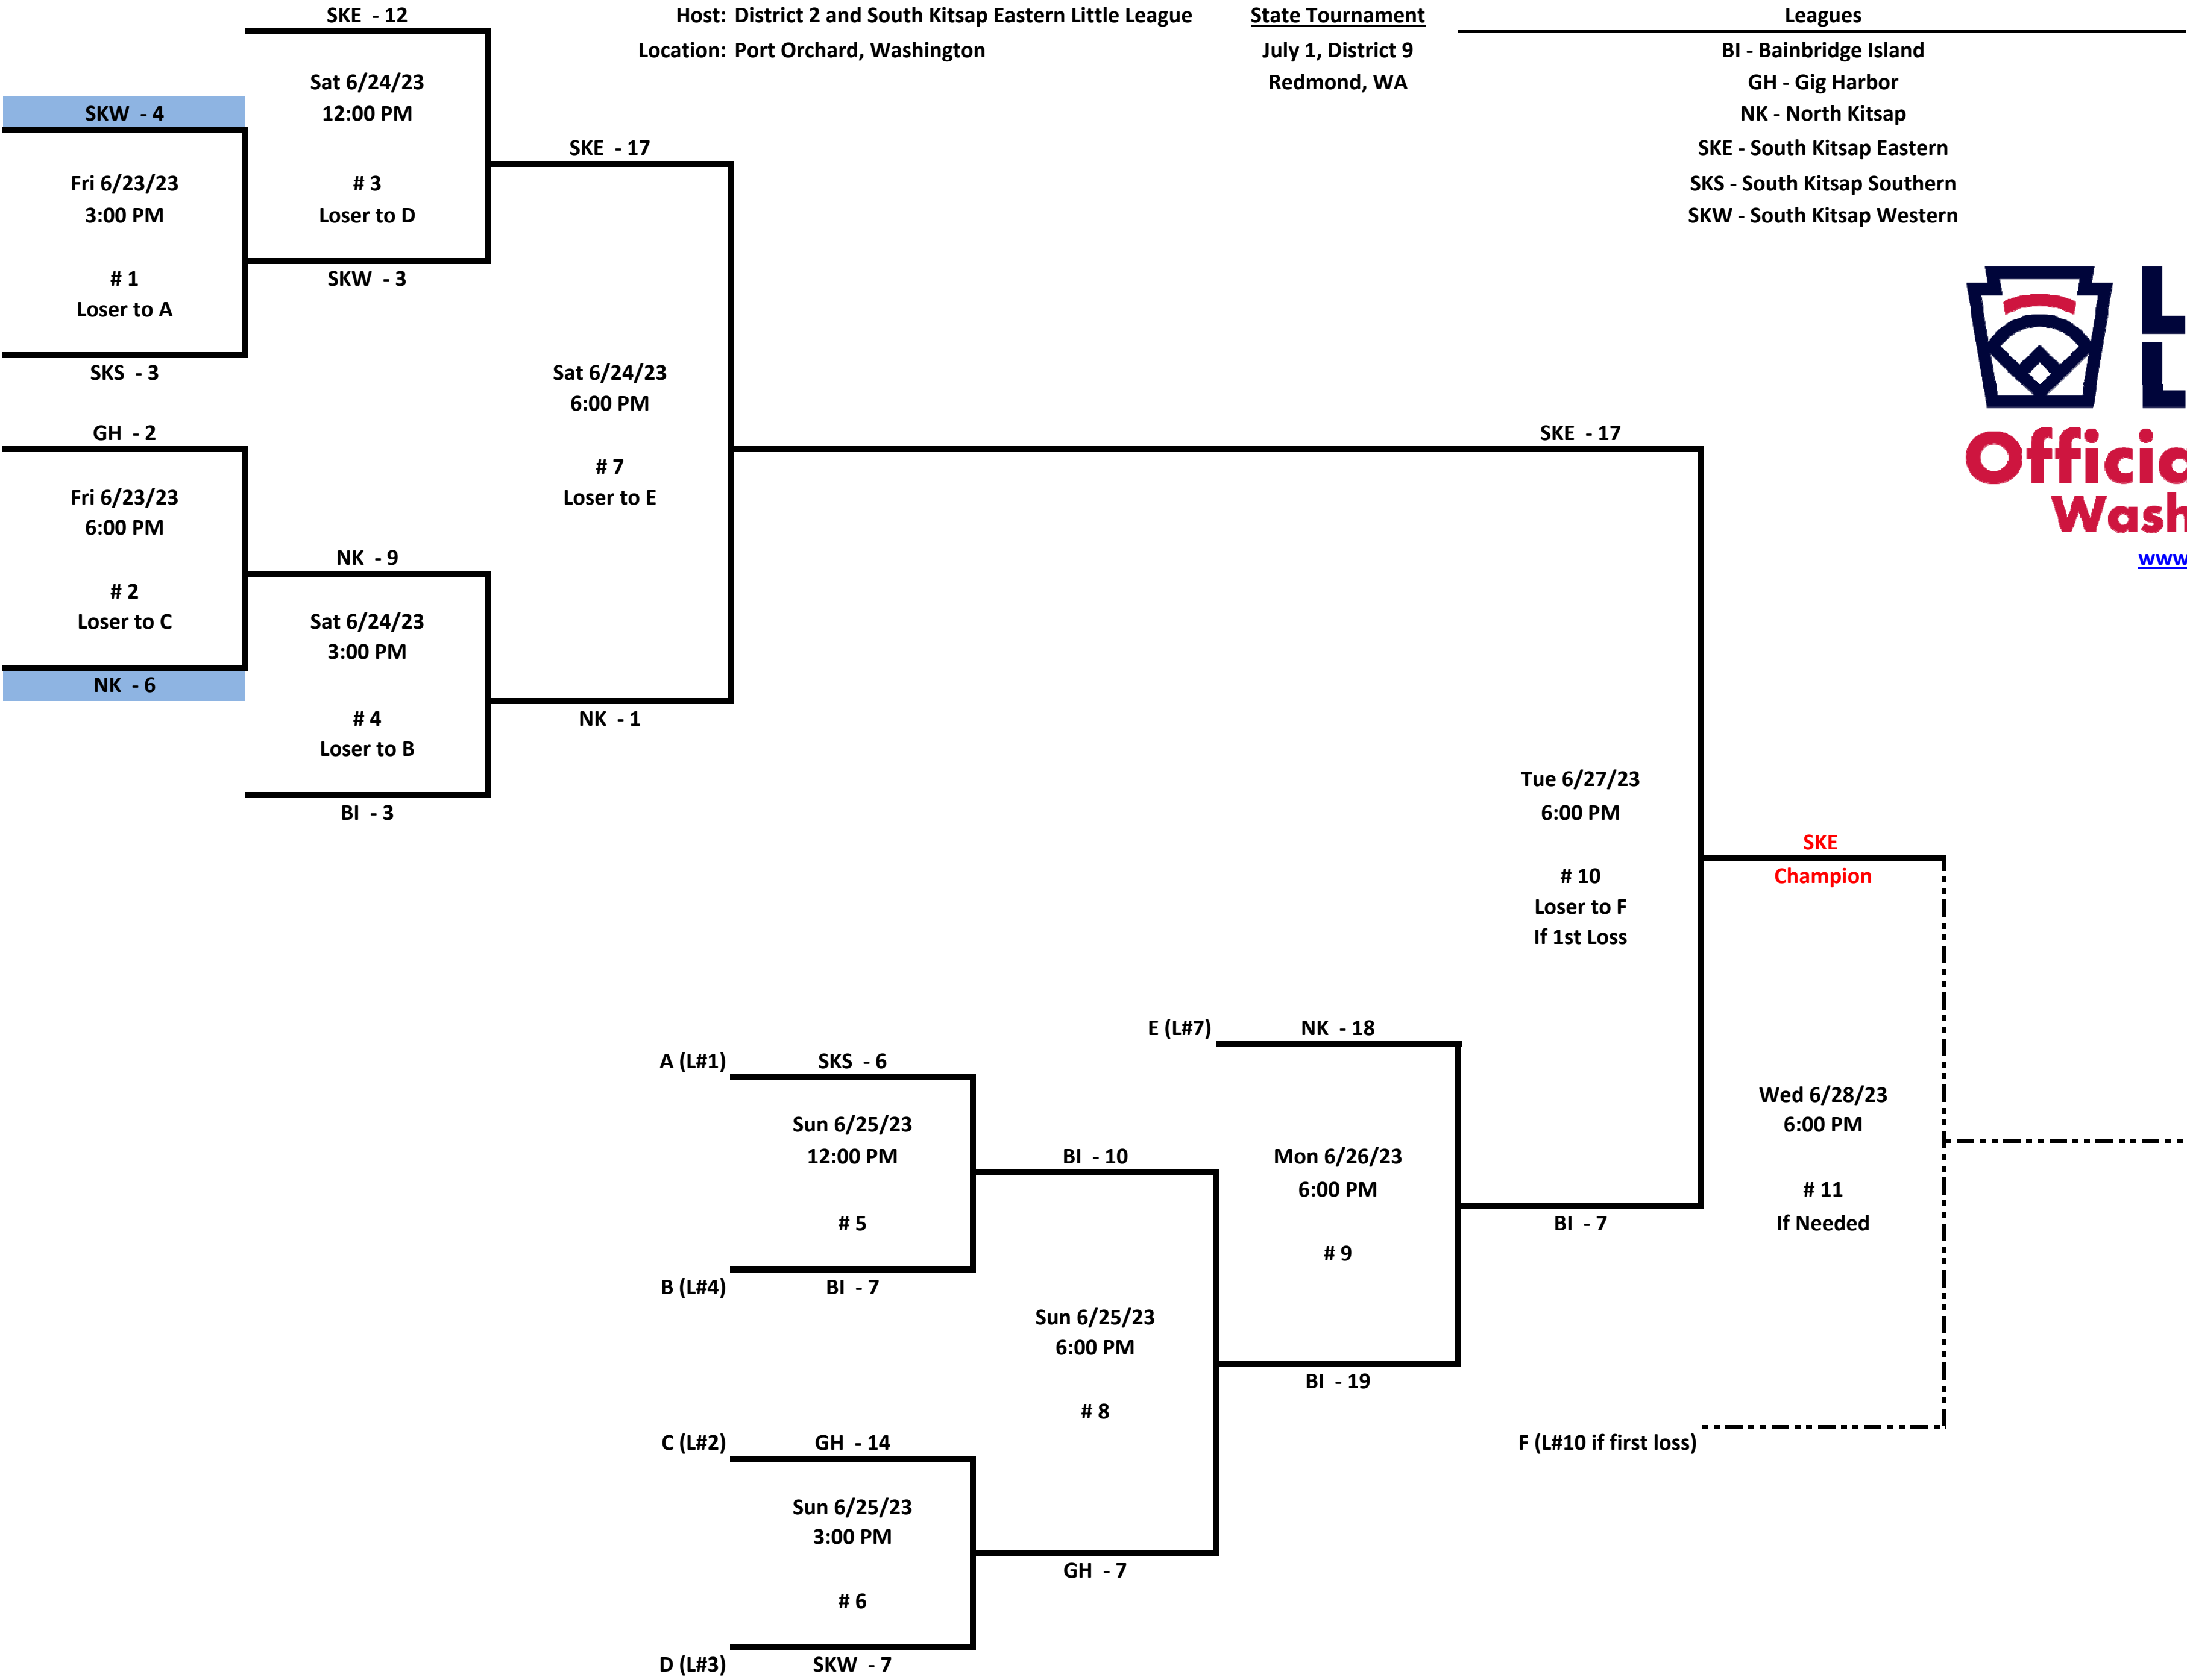 SKE - 12
Host: District 2 and South Kitsap Eastern Little League
State Tournament
Leagues
Location: Port Orchard, Washington
July 1, District 9
BI - Bainbridge Island
Sat 6/24/23
Redmond, WA
GH - Gig Harbor
SKW - 4
12:00 PM
NK - North Kitsap
SKE - 17
SKE - South Kitsap Eastern
Fri 6/23/23
# 3
SKS - South Kitsap Southern
3:00 PM
Loser to D
SKW - South Kitsap Western
# 1
SKW - 3
Loser to A
SKS - 3
Sat 6/24/23
6:00 PM
GH - 2
SKE - 17
# 7
Fri 6/23/23
Loser to E
6:00 PM
NK - 9
# 2
Loser to C
Sat 6/24/23
3:00 PM
NK - 6
# 4
NK - 1
Loser to B
Tue 6/27/23
BI - 3
6:00 PM
SKE
# 10
Champion
Loser to F
If 1st Loss
E (L#7)
NK - 18
A (L#1)
SKS - 6
Wed 6/28/23
Sun 6/25/23
6:00 PM
12:00 PM
BI - 10
Mon 6/26/23
6:00 PM
# 11
# 5
BI - 7
If Needed
# 9
B (L#4)
BI - 7
Sun 6/25/23
6:00 PM
BI - 19
# 8
C (L#2)
GH - 14
F (L#10 if first loss)
Sun 6/25/23
3:00 PM
GH - 7
# 6
D (L#3)
SKW - 7